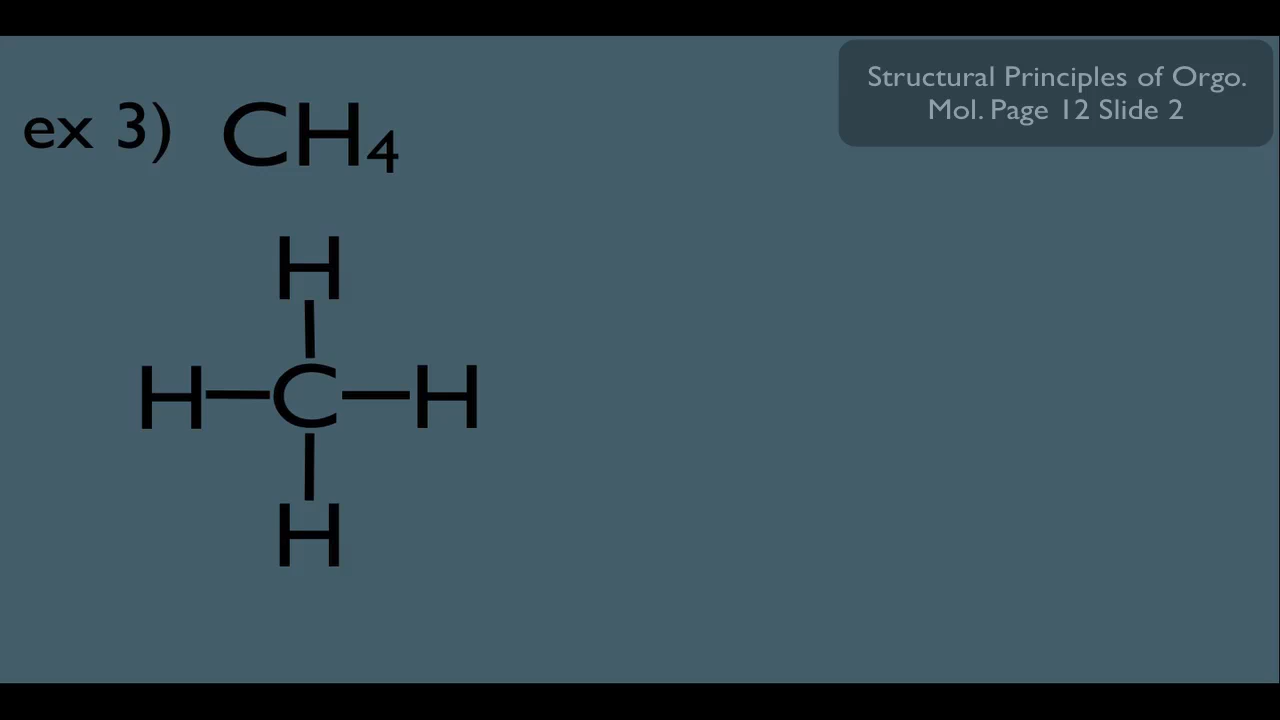 Structural Principles of Orgo.
Mol. Page 12 Slide 2
ex 3) CH₄
H
H—C—H
H